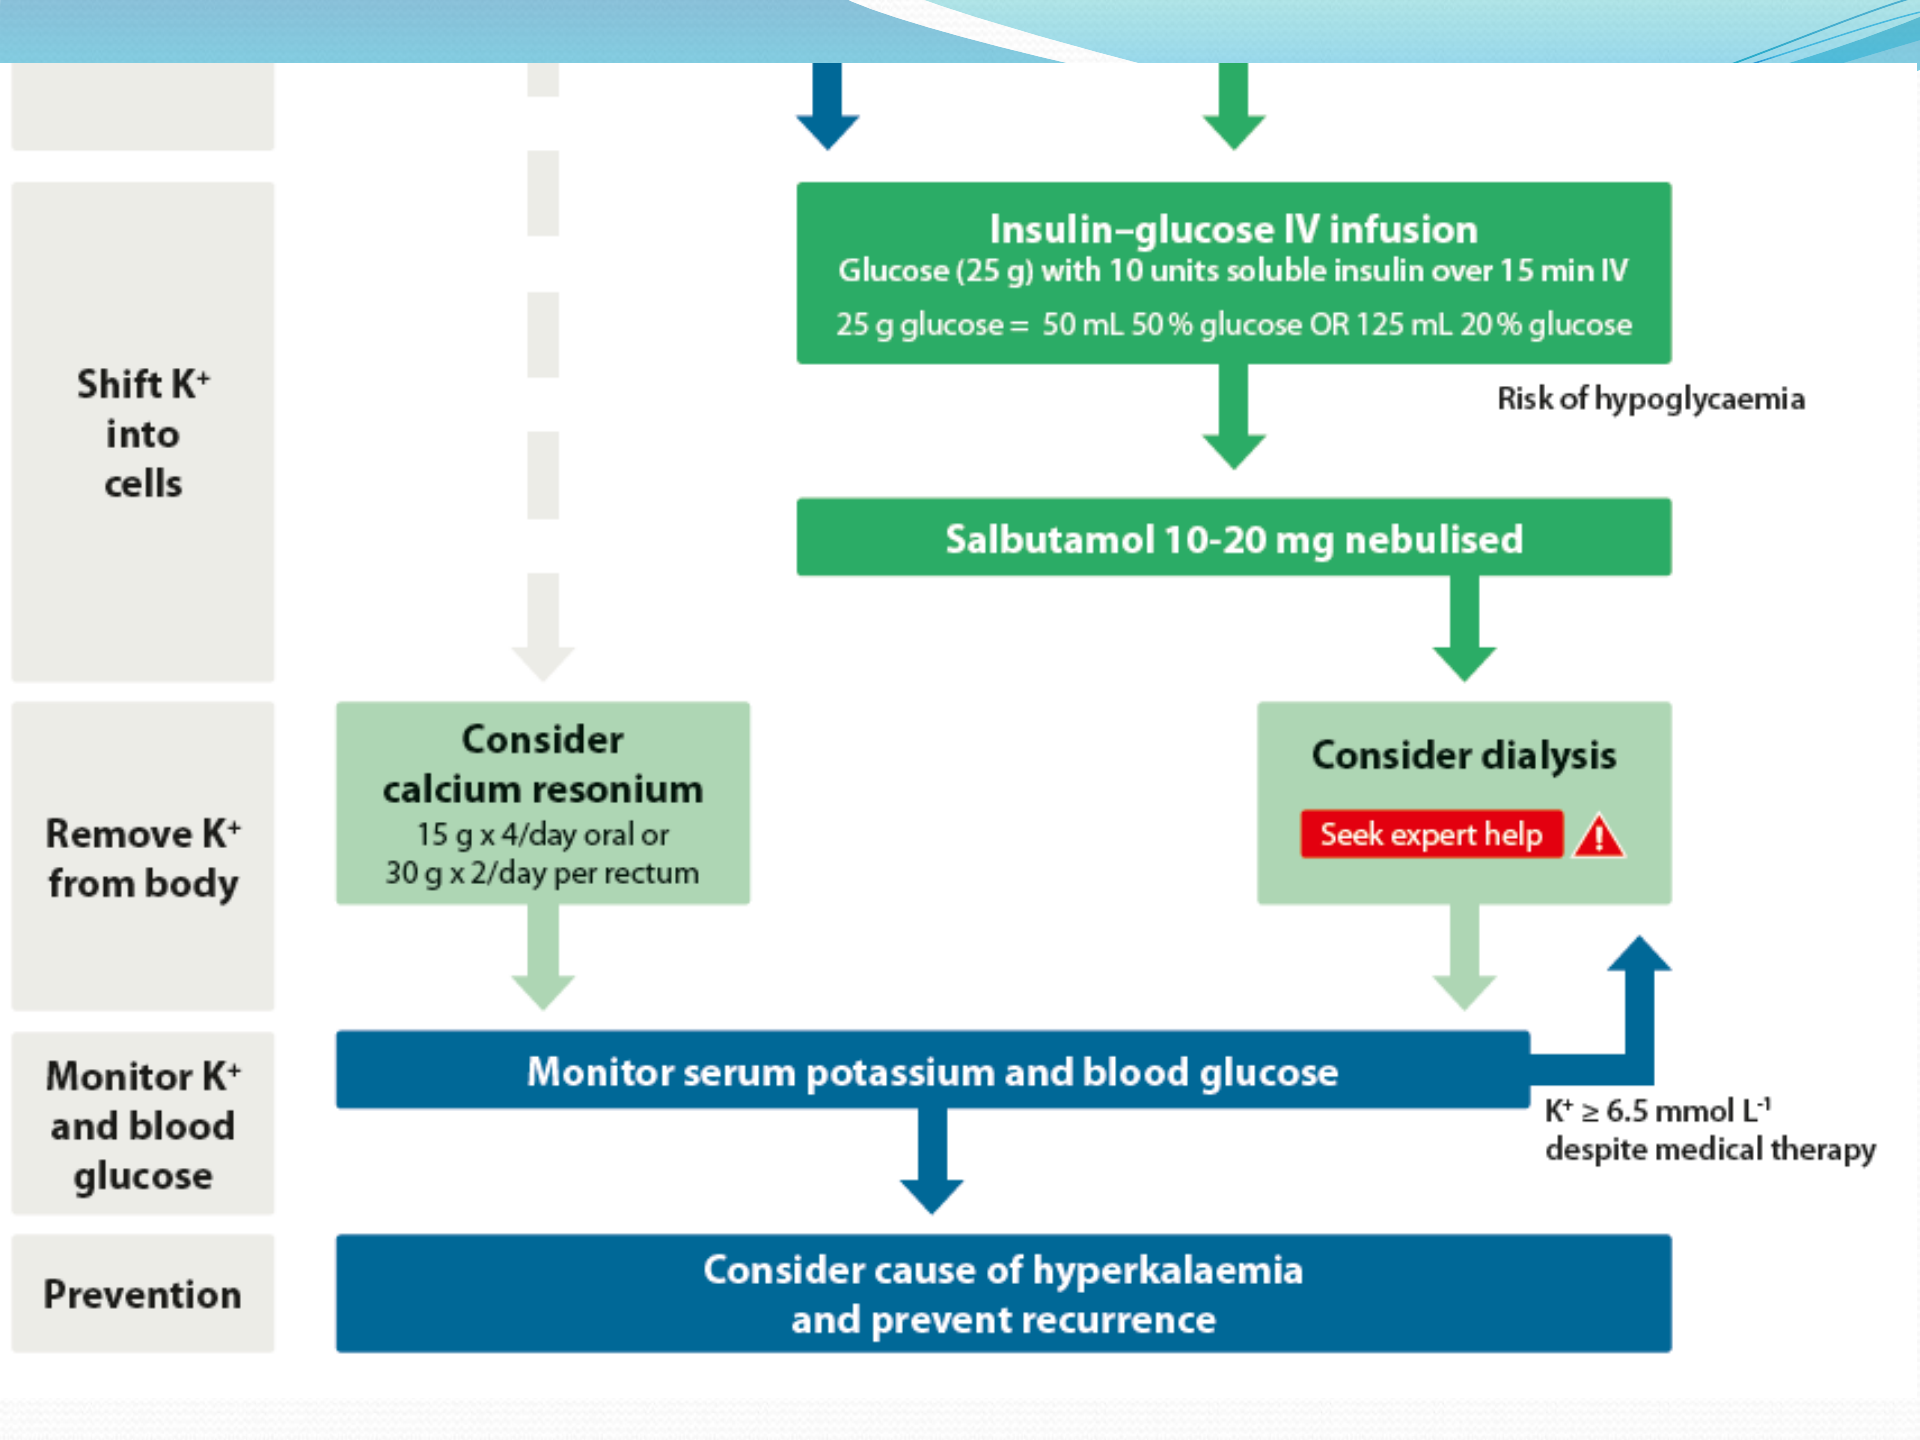 Shift K⁺
into
cells
Insulin–glucose IV infusion
Glucose (25 g) with 10 units soluble insulin over 15 min IV
25 g glucose = 50 mL 50% glucose OR 125 mL 20% glucose
Risk of hypoglycaemia
Salbutamol 10-20 mg nebulised
Remove K⁺
from body
Consider
calcium resonium
15 g x 4/day oral or
30 g x 2/day per rectum
Consider dialysis
Seek expert help
Monitor K⁺
and blood
glucose
Monitor serum potassium and blood glucose
K⁺ ≥ 6.5 mmol L⁻¹
despite medical therapy
Prevention
Consider cause of hyperkalaemia
and prevent recurrence